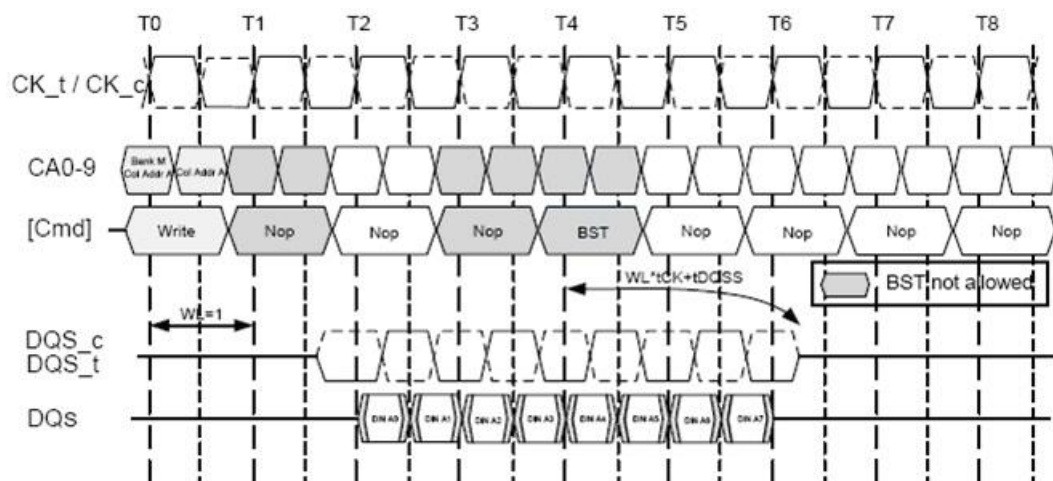 T0 T1 T2 T3 T4 T5 T6 T7 T8
CK_t / CK_c
CA0-9 Bank M Col Addr A Col Addr A
[Cmd] Write Nop Nop Nop BST Nop Nop Nop Nop
WL*tCK+tDQSS
BST not allowed
WL=1
DQS_c
DQS_t
DQs DIN A0 DIN A1 DIN A2 DIN A3 DIN A4 DIN A5 DIN A6 DIN A7